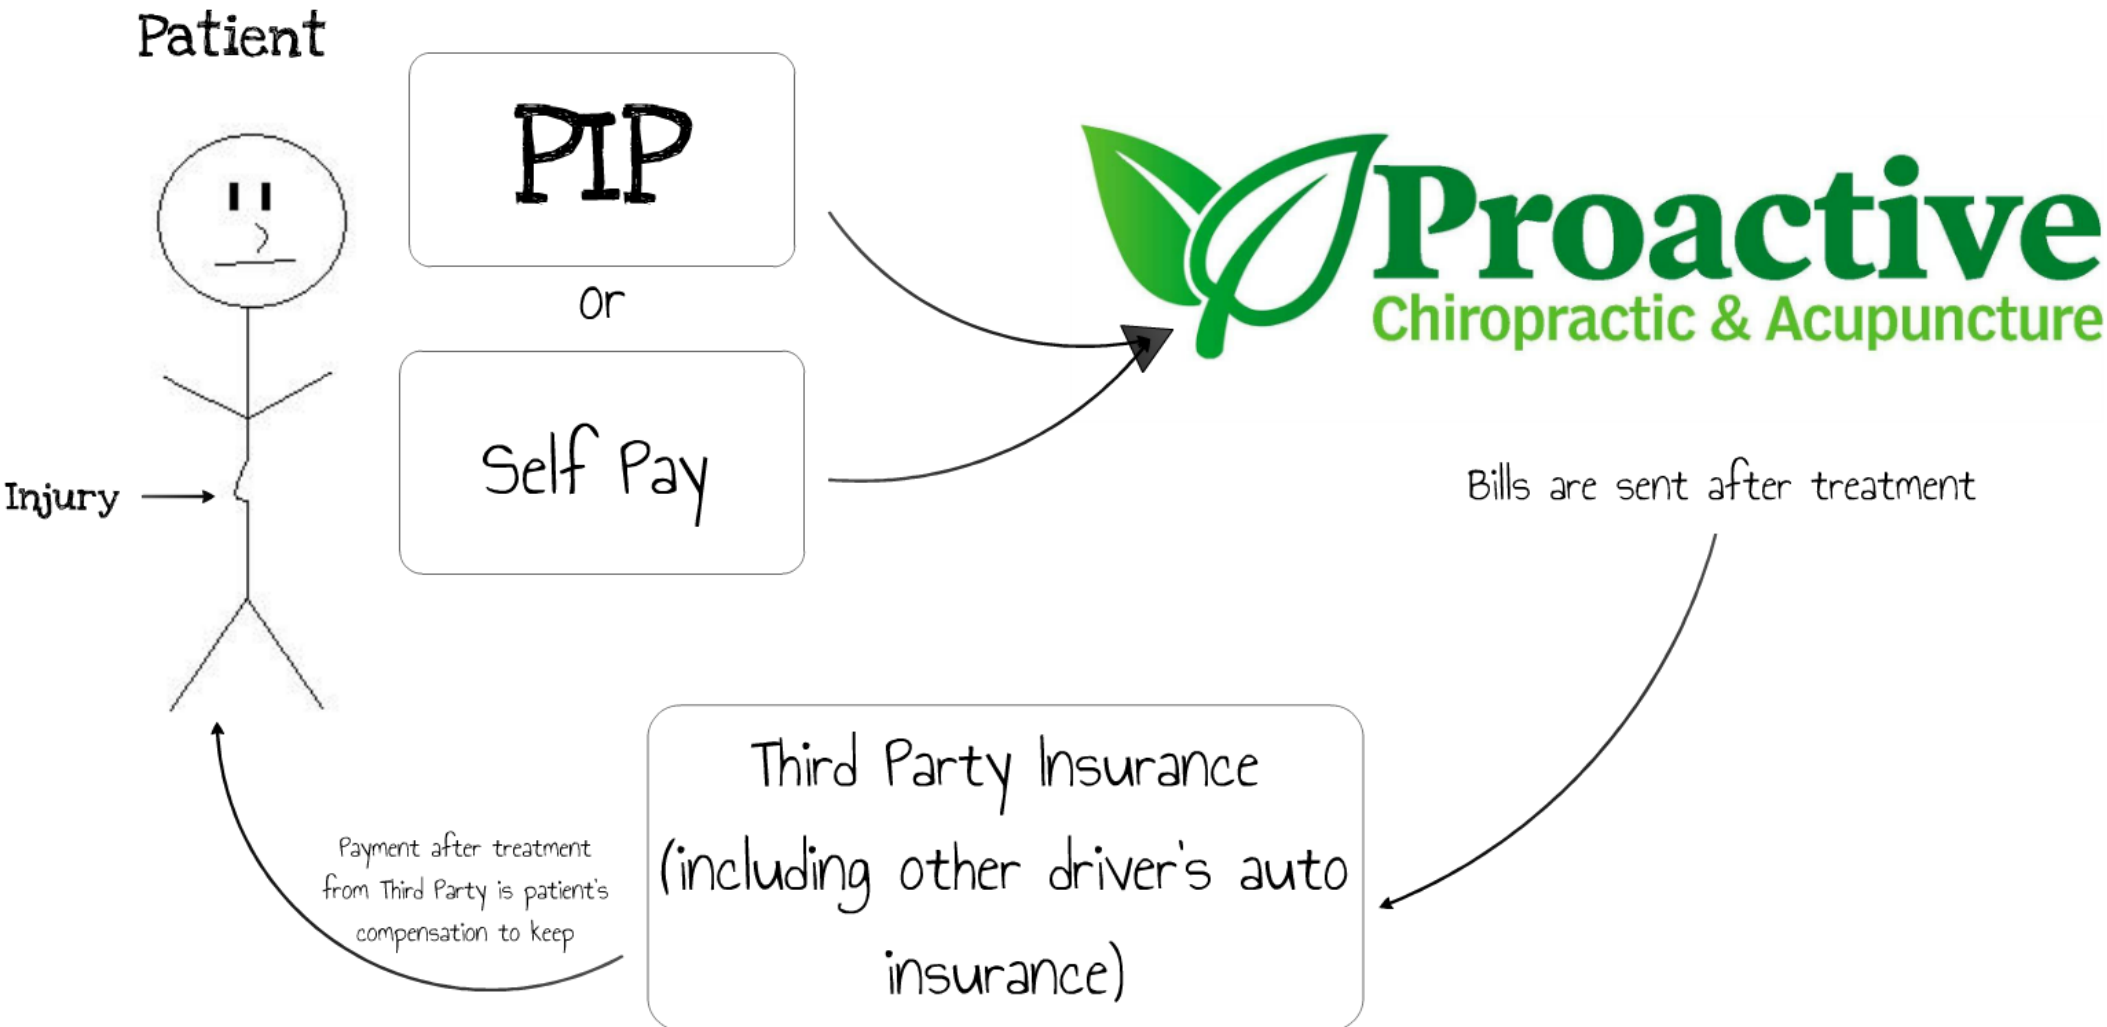 Patient
PIP
or
Self Pay
Injury
Proactive
Chiropractic & Acupuncture
Bills are sent after treatment
Third Party Insurance
(including other driver's auto
insurance)
Payment after treatment
from Third Party is patient's
compensation to keep